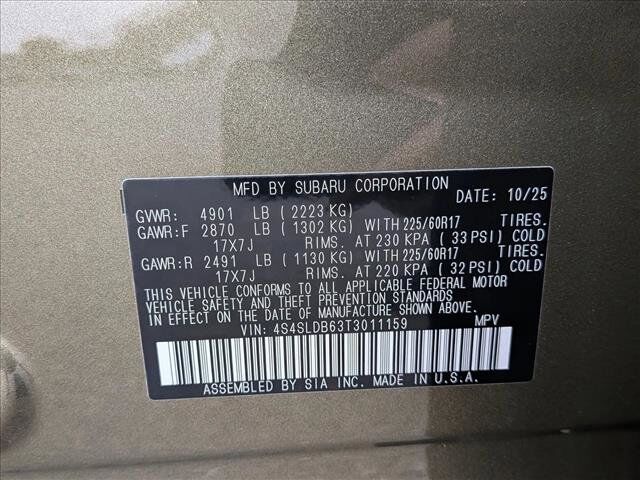 MFD BY SUBARU CORPORATION
DATE: 10/25
GVWR: 4901 LB ( 2223 KG)
GAWR:F 2870 LB ( 1302 KG) WITH 225/60R17 TIRES.
17X7J RIMS. AT 230 KPA ( 33 PSI) COLD
GAWR:R 2491 LB ( 1130 KG) WITH 225/60R17 TIRES.
17X7J RIMS. AT 220 KPA ( 32 PSI) COLD
THIS VEHICLE CONFORMS TO ALL APPLICABLE FEDERAL MOTOR
VEHICLE SAFETY AND THEFT PREVENTION STANDARDS
IN EFFECT ON THE DATE OF MANUFACTURE SHOWN ABOVE.
VIN: 4S4SLDB63T3011159 MPV
ASSEMBLED BY SIA INC. MADE IN U.S.A.